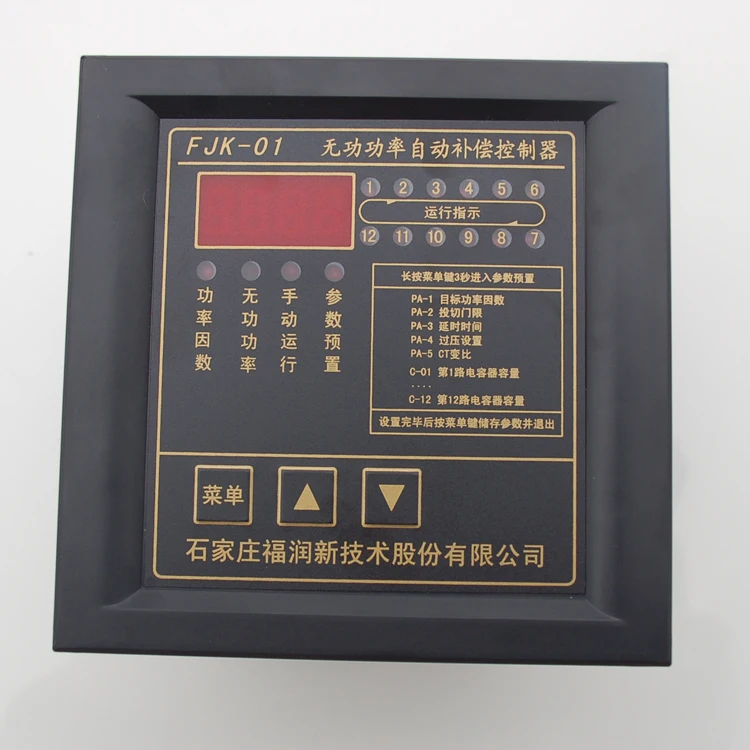 FJK-01 无功功率自动补偿控制器
1 2 3 4 5 6
运行指示
12 11 10 9 8 7
功率因数
无功功率
手动运行
参数预置
长按菜单键3秒进入参数预置
PA-1 目标功率因数
PA-2 投切门限
PA-3 延时时间
PA-4 过压设置
PA-5 CT变比
C-01 第1路电容器容量
....
C-12 第12路电容器容量
设置完毕后按菜单键储存参数并退出
菜单
石家庄福润新技术股份有限公司